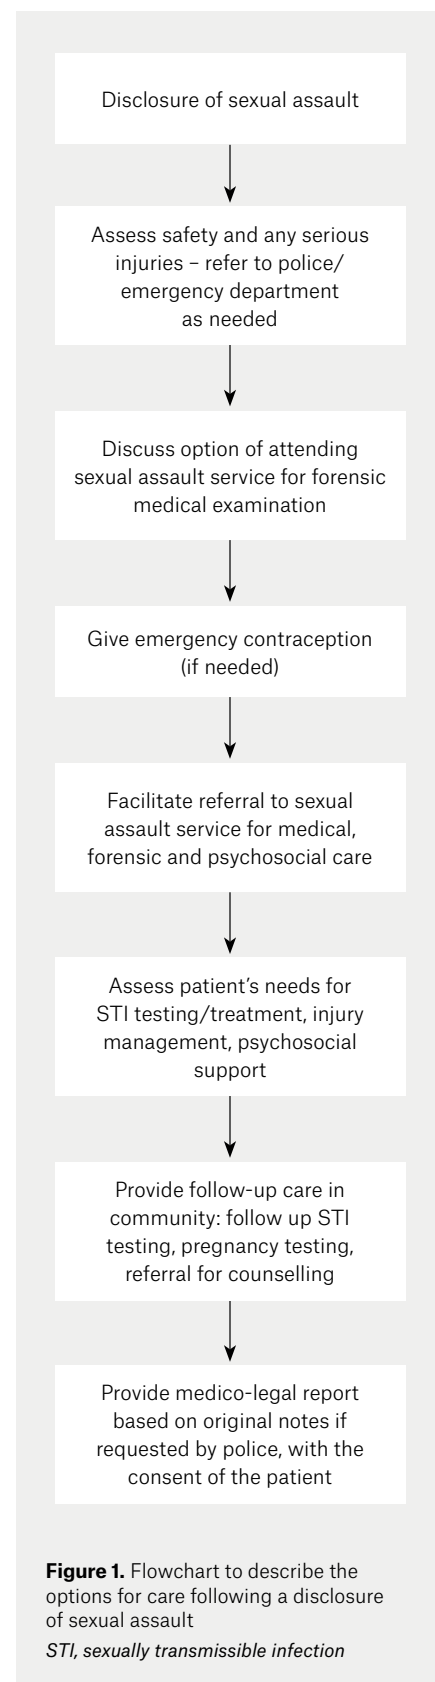 Disclosure of sexual assault
Assess safety and any serious
injuries – refer to police/
emergency department
as needed
Discuss option of attending
sexual assault service for forensic
medical examination
Give emergency contraception
(if needed)
Facilitate referral to sexual
assault service for medical,
forensic and psychosocial care
Assess patient’s needs for
STI testing/treatment, injury
management, psychosocial
support
Provide follow-up care in
community: follow up STI
testing, pregnancy testing,
referral for counselling
Provide medico-legal report
based on original notes if
requested by police, with the
consent of the patient
Figure 1. Flowchart to describe the
options for care following a disclosure
of sexual assault
STI, sexually transmissible infection